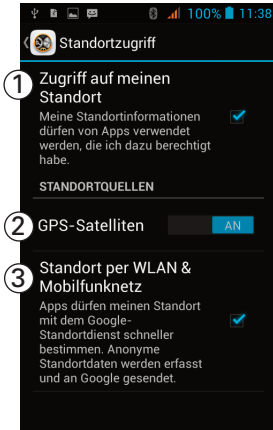 100% 11:38
Standortzugriff
1 Zugriff auf meinen
Standort
Meine Standortinformationen
dürfen von Apps verwendet
werden, die ich dazu berechtigt
habe.
STANDORTQUELLEN
2 GPS-Satelliten AN
3 Standort per WLAN &
Mobilfunknetz
Apps dürfen meinen Standort
mit dem Google-
Standortdienst schneller
bestimmen. Anonyme
Standortdaten werden erfasst
und an Google gesendet.